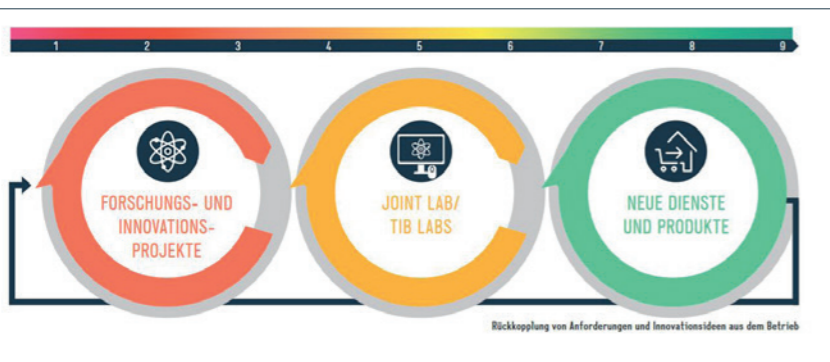 1 2 3 4 5 6 7 8 9
FORSCHUNGS- UND
INNOVATIONS-
PROJEKTE
JOINT LAB/
TIB LABS
NEUE DIENSTE
UND PRODUKTE
Rückkopplung von Anforderungen und Innovationsideen aus dem Betrieb